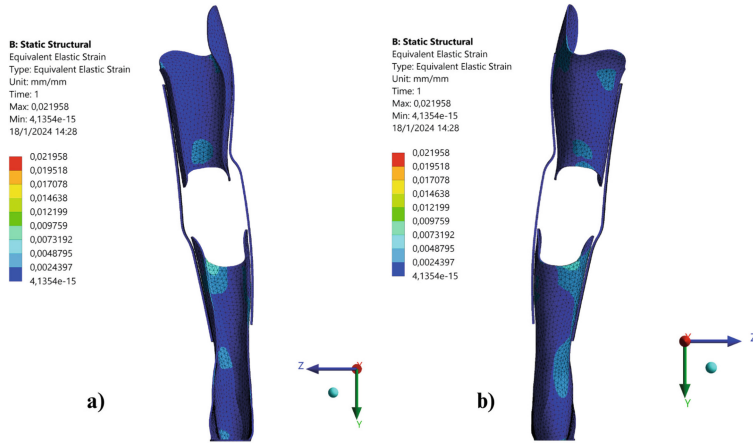 B: Static Structural
Equivalent Elastic Strain
Type: Equivalent Elastic Strain
Unit: mm/mm
Time: 1
Max: 0,021958
Min: 4,1354e-15
18/1/2024 14:28
0,021958
0,019518
0,017078
0,014638
0,012199
0,009759
0,0073192
0,0048795
0,0024397
4,1354e-15
a)
Z
X
Y
B: Static Structural
Equivalent Elastic Strain
Type: Equivalent Elastic Strain
Unit: mm/mm
Time: 1
Max: 0,021958
Min: 4,1354e-15
18/1/2024 14:28
0,021958
0,019518
0,017078
0,014638
0,012199
0,009759
0,0073192
0,0048795
0,0024397
4,1354e-15
b)
X
Z
Y